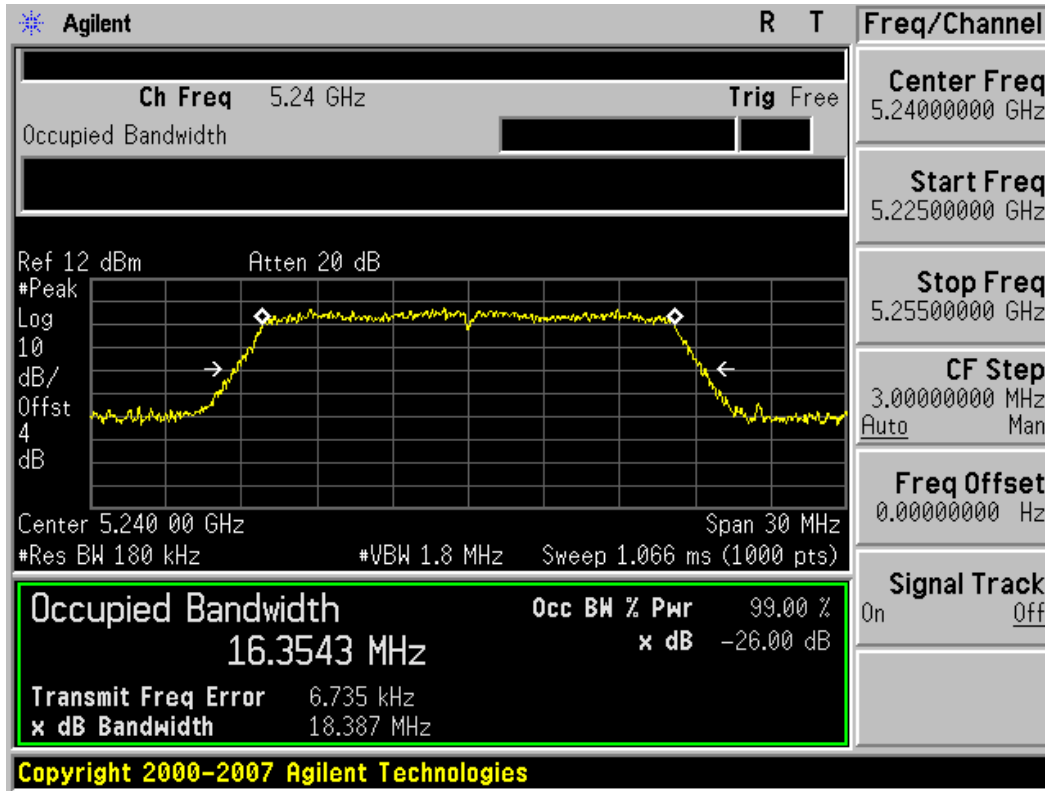 Agilent R T
Freq/Channel
Ch Freq 5.24 GHz Trig Free
Occupied Bandwidth
Center Freq
5.24000000 GHz
Start Freq
5.22500000 GHz
Stop Freq
5.25500000 GHz
CF Step
3.00000000 MHz
Auto Man
Freq Offset
0.00000000 Hz
Signal Track
On Off
Ref 12 dBm Atten 20 dB
#Peak
Log
10
dB/
Offst
4
dB
Center 5.240 00 GHz Span 30 MHz
#Res BW 180 kHz #VBW 1.8 MHz Sweep 1.066 ms (1000 pts)
Occupied Bandwidth Occ BW % Pwr 99.00 %
16.3543 MHz x dB -26.00 dB
Transmit Freq Error 6.735 kHz
x dB Bandwidth 18.387 MHz
Copyright 2000-2007 Agilent Technologies